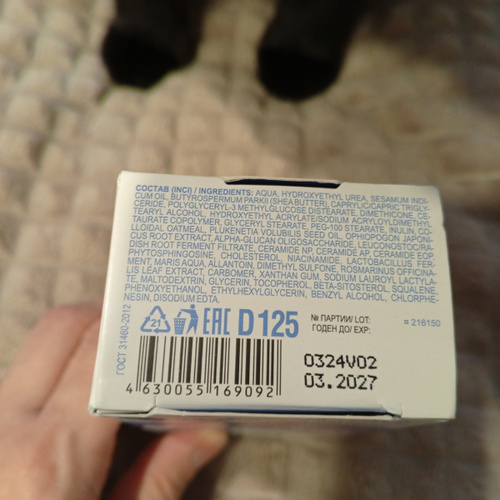 СОСТАВ (INCI) / INGREDIENTS: AQUA, HYDROXYETHYL UREA, SESAMUM INDI-
CUM OIL, BUTYROSPERMUM PARKII (SHEA BUTTER), CAPRYLIC/CAPRIC TRIGLY-
CERIDE, POLYGLYCERYL-3 METHYLGLUCOSE DISTEARATE, DIMETHICONE, CE-
TEARYL ALCOHOL, HYDROXYETHYL ACRYLATE/SODIUM ACRYLOYLDIMETHYL
TAURATE COPOLYMER, GLYCERYL STEARATE, PEG-100 STEARATE, INULIN, CO-
LLOIDAL OATMEAL, PLUKENETIA VOLUBILIS SEED OIL, OPHIOPOGON JAPONI-
CUS ROOT EXTRACT, ALPHA-GLUCAN OLIGOSACCHARIDE, LEUCONOSTOC/RA-
DISH ROOT FERMENT FILTRATE, CERAMIDE NP, CERAMIDE AP, CERAMIDE EOP,
PHYTOSPHINGOSINE, CHOLESTEROL, NIACINAMIDE, LACTOBACILLUS FER-
MENT, MARIS AQUA, ALLANTOIN, DIMETHYL SULFONE, ROSMARINUS OFFICINA-
LIS LEAF EXTRACT, CARBOMER, XANTHAN GUM, SODIUM LAUROYL LACTYLA-
TE, MALTODEXTRIN, GLYCERIN, TOCOPHEROL, BETA-SITOSTEROL, SQUALENE,
PHENOXYETHANOL, ETHYLHEXYLGLYCERIN, BENZYL ALCOHOL, CHLORPHE-
NESIN, DISODIUM EDTA.
ГОСТ 31460-2012
21
EAC D125
№ ПАРТИИ/ LOT:
ГОДЕН ДО/ EXP:
216150
0324V02
03.2027
4 630055 169092